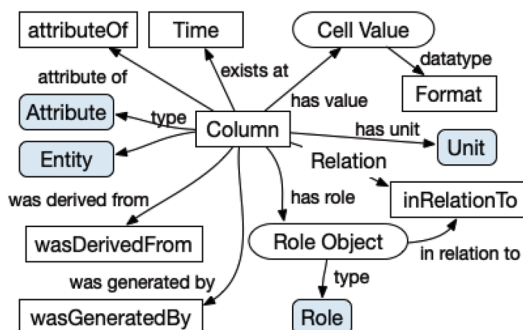 attributeOf
Time
Cell Value
attribute of
exists at
datatype
has value
Format
Attribute
type
Column
has unit
Unit
Entity
Relation
was derived from
has role
inRelationTo
wasDerivedFrom
Role Object
in relation to
was generated by
type
wasGeneratedBy
Role